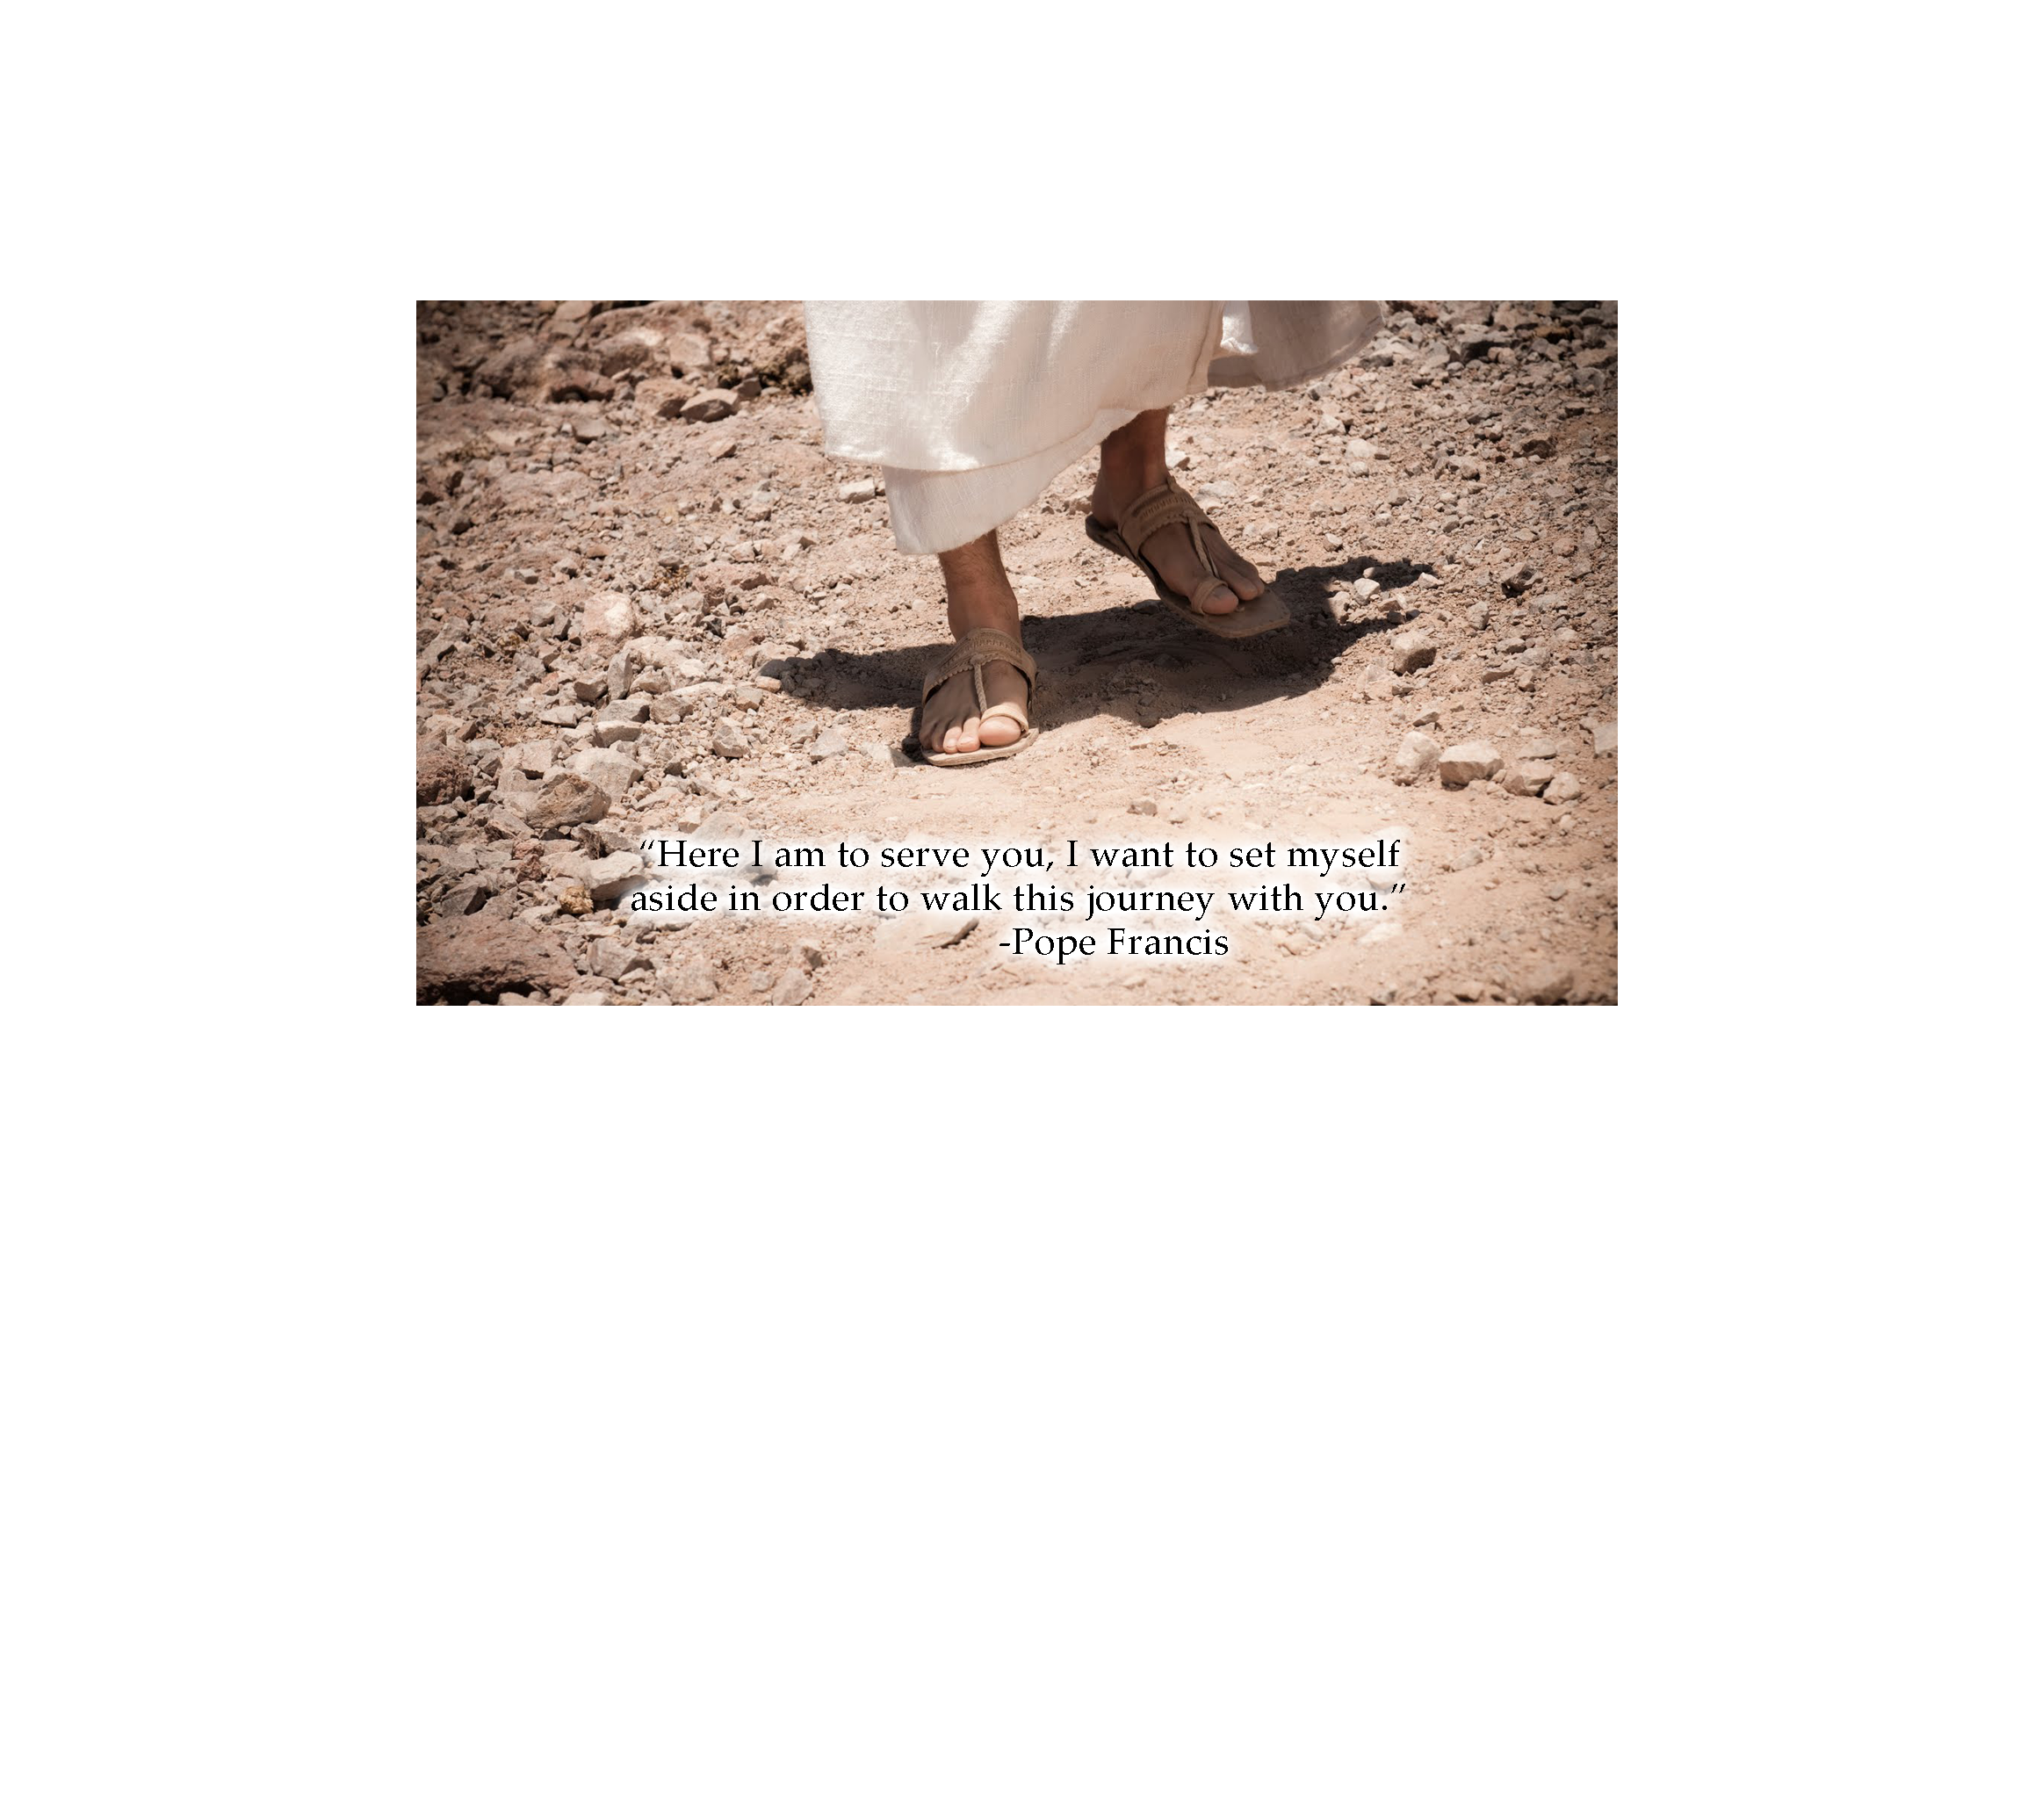 “Here I am to serve you, I want to set myself
aside in order to walk this journey with you.”
-Pope Francis